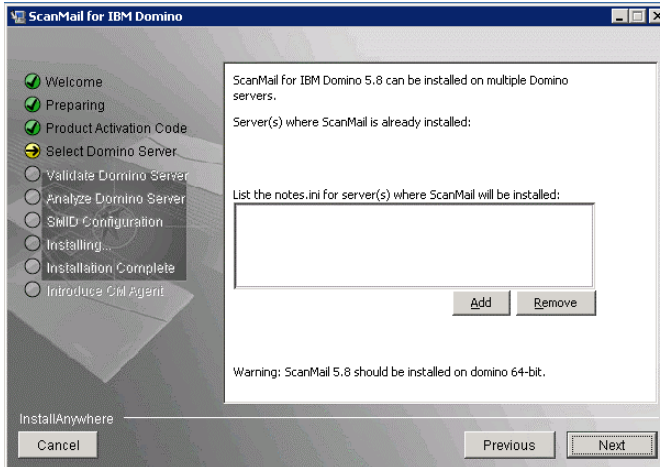 ScanMail for IBM Domino
Welcome
Preparing
Product Activation Code
Select Domino Server
Validate Domino Server
Analyze Domino Server
SMID Configuration
Installing...
Installation Complete
Introduce CM Agent
ScanMail for IBM Domino 5.8 can be installed on multiple Domino
servers.
Server(s) where ScanMail is already installed:
List the notes.ini for server(s) where ScanMail will be installed:
Add
Remove
Warning: ScanMail 5.8 should be installed on domino 64-bit.
InstallAnywhere
Cancel
Previous
Next